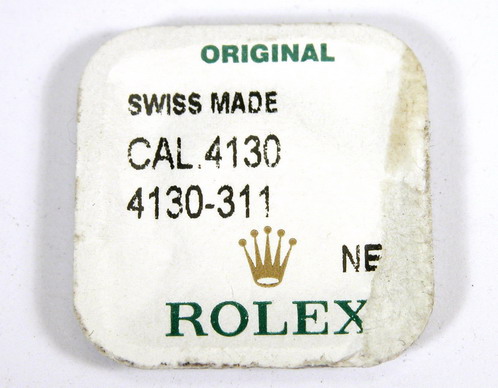 ORIGINAL
SWISS MADE
CAL.4130
4130-311
NE
ROLEX